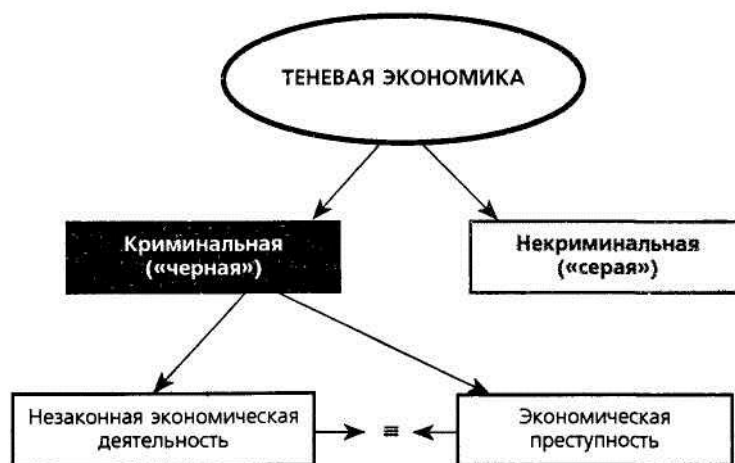 ТЕНЕВАЯ ЭКОНОМИКА
Криминальная
(«черная»)
Некриминальная
(«серая»)
Незаконная экономическая
деятельность
≡
Экономическая
преступность